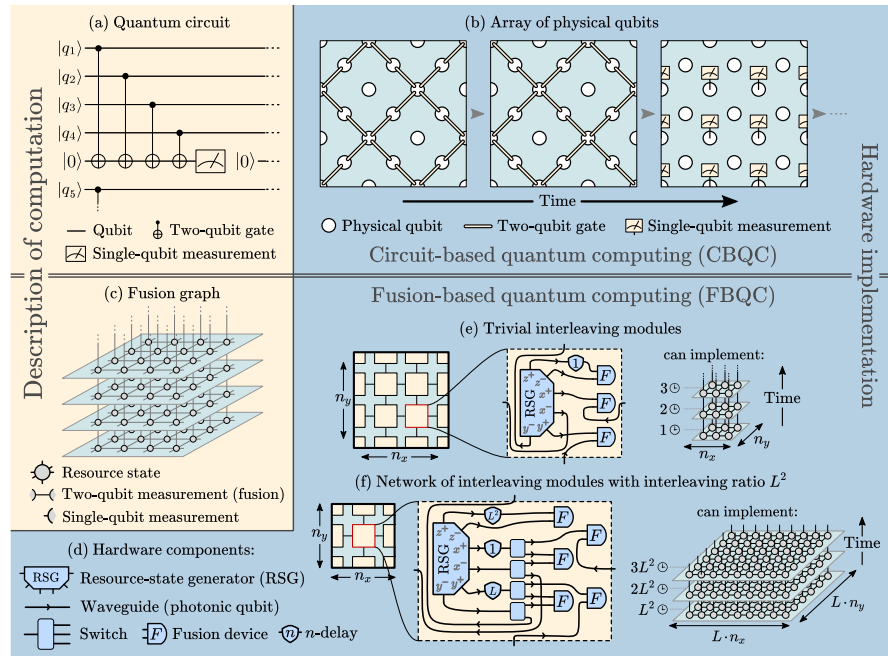 Description of computation
(a) Quantum circuit
|q₁⟩
|q₂⟩
|q₃⟩
|q₄⟩
|0⟩ |0⟩
|q₅⟩
Qubit Two-qubit gate
Single-qubit measurement
(b) Array of physical qubits
Time
Physical qubit Two-qubit gate Single-qubit measurement
Circuit-based quantum computing (CBQC)
Hardware implementation
Fusion-based quantum computing (FBQC)
(c) Fusion graph
Resource state
Two-qubit measurement (fusion)
Single-qubit measurement
(d) Hardware components:
RSG Resource-state generator (RSG)
Waveguide (photonic qubit)
Switch F Fusion device n n-delay
(e) Trivial interleaving modules
n_y
n_x
RSG
z⁺ z⁻
x⁺
x⁻
y⁻ y⁺
1
F
F
F
can implement:
3
2
1
Time
n_x
n_y
(f) Network of interleaving modules with interleaving ratio L²
n_y
n_x
RSG
z⁺ z⁻
x⁺
x⁻
y⁻ y⁺
L²
1
L
F
F
F
F
F
can implement:
3L²
2L²
L²
Time
L · n_x
L · n_y